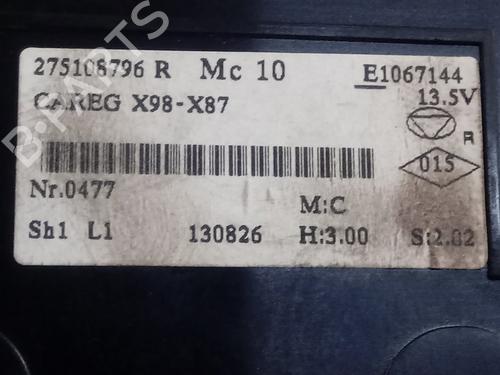 275108796 R Mc 10 E1067144
CAREG X98-X87 13.5V
R
015
Nr.0477
M:C
Sh1 L1 130826 H:3.00 S:2.02
B-PARTS